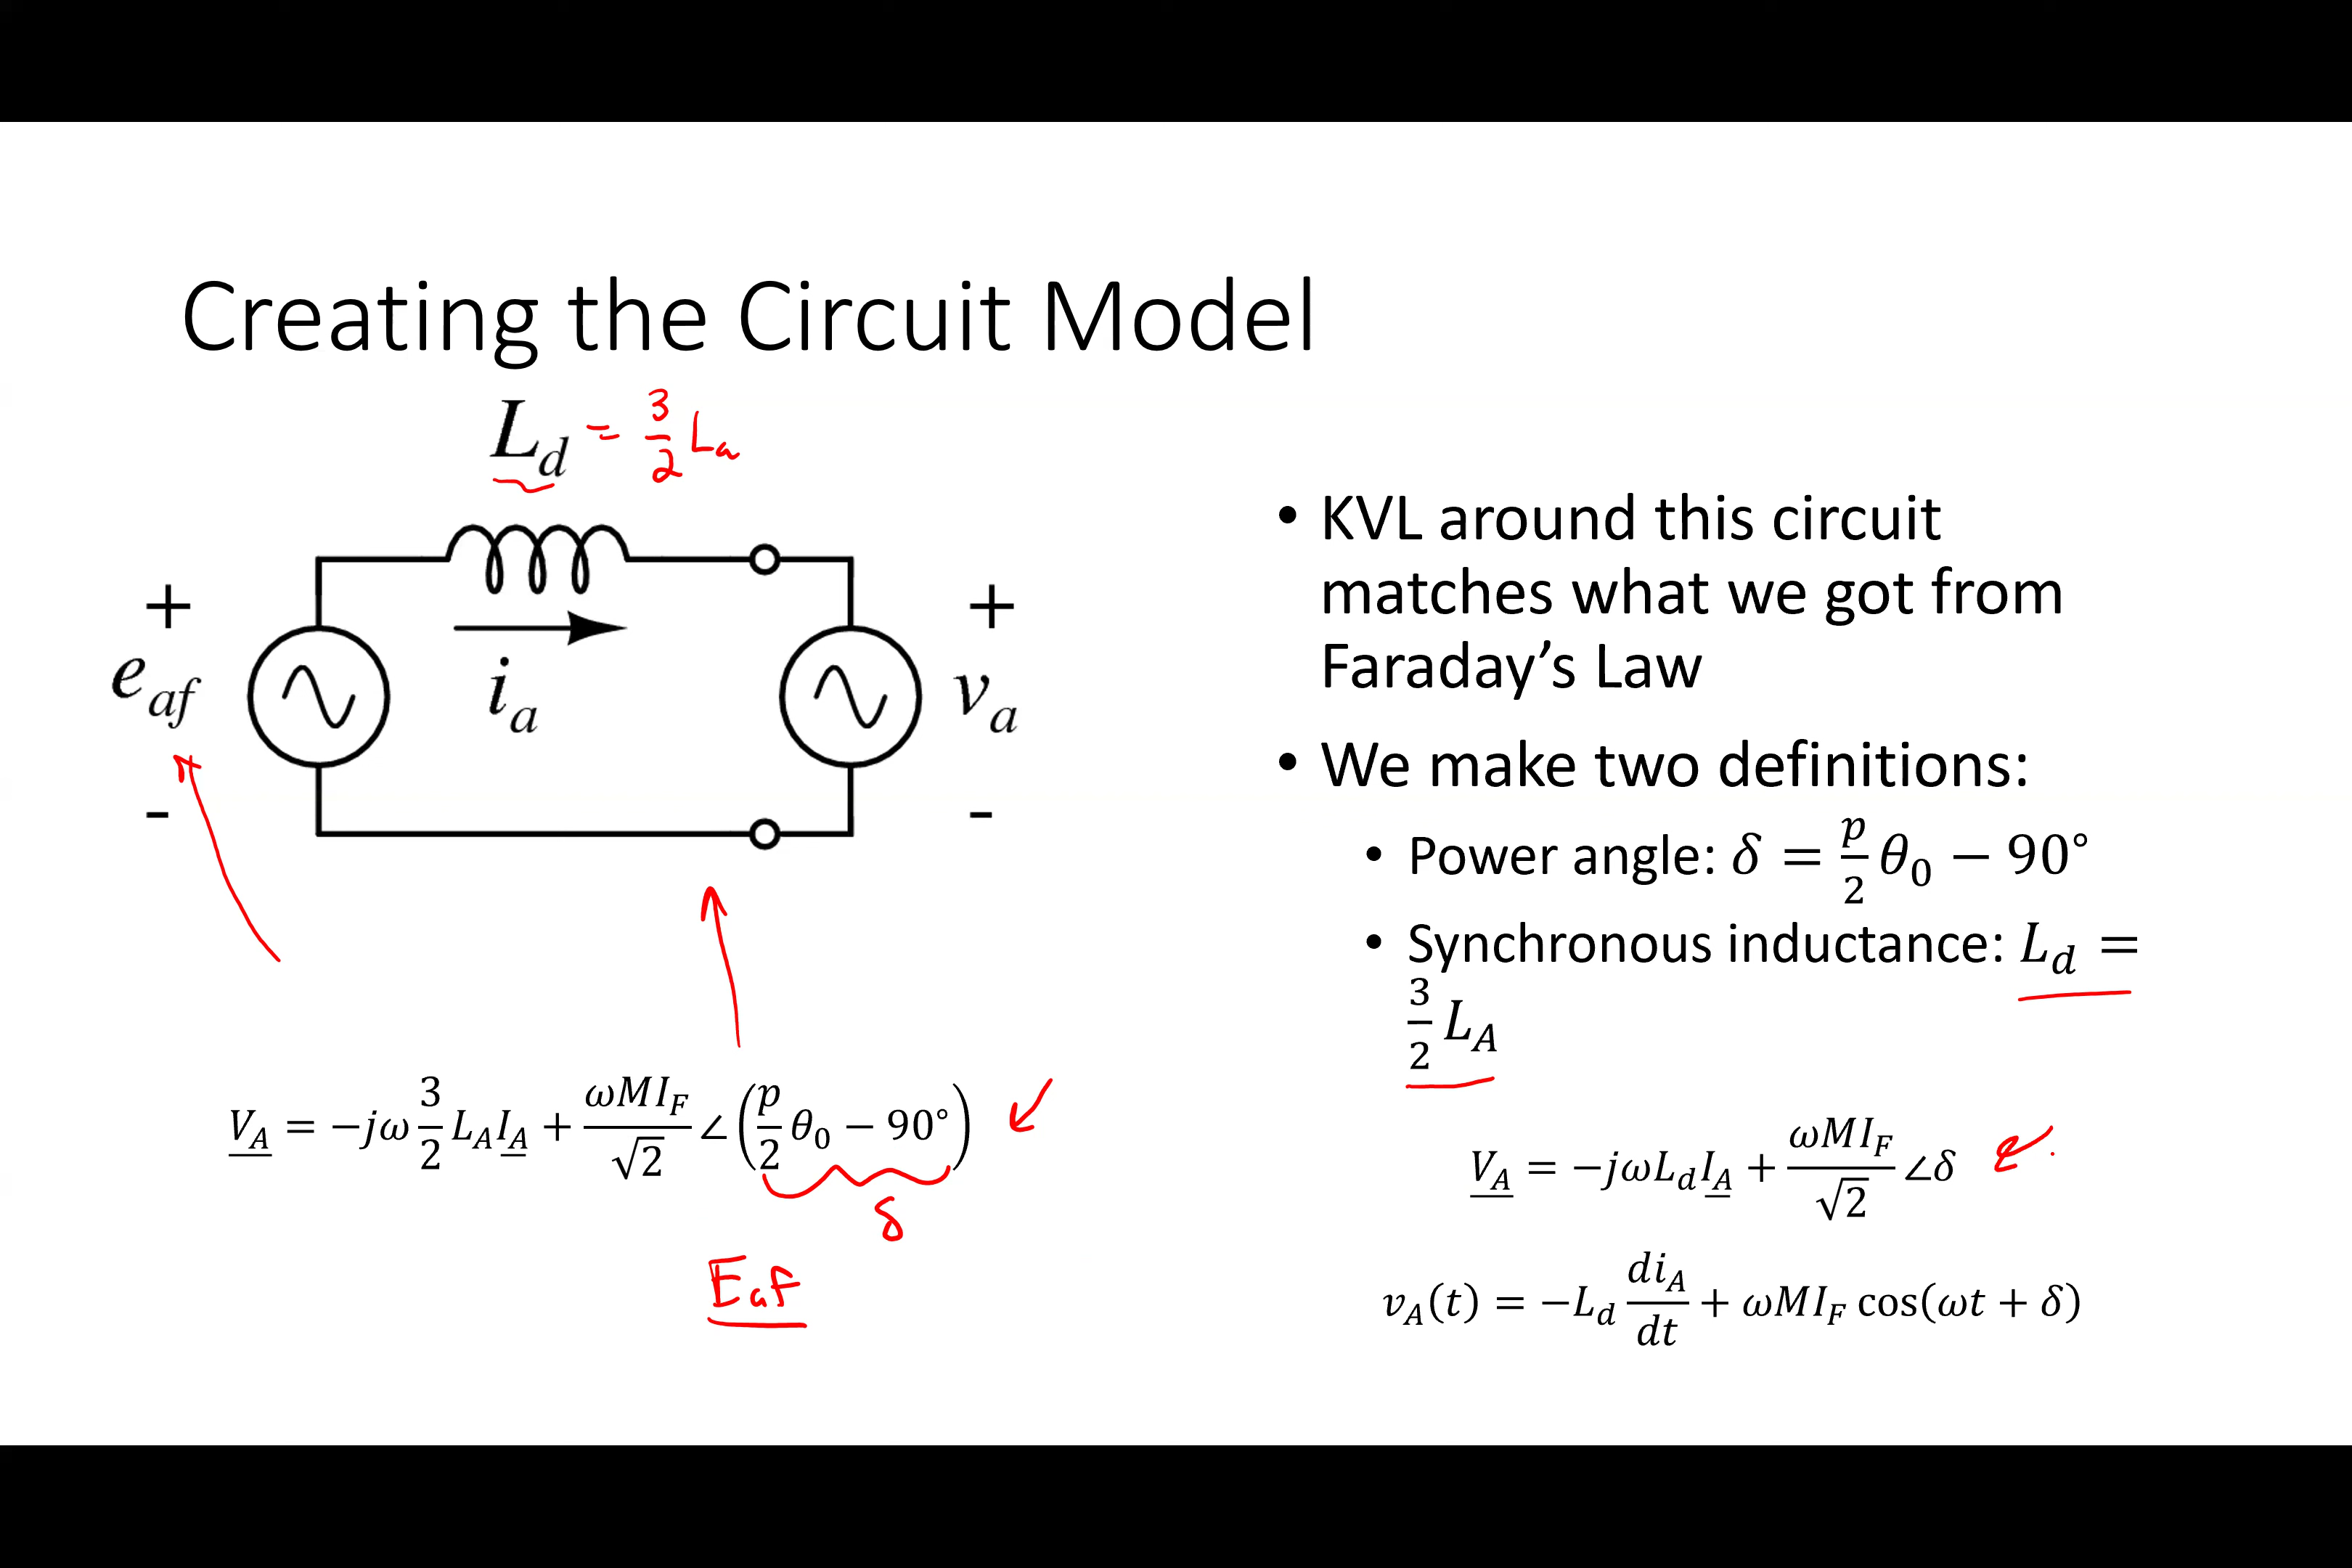 Creating the Circuit Model
L_d = 3/2 L_a
+
e_af
-
i_a
+
v_a
-
V_A = −jω 3/2 L_A I_A + ωMI_F/√2 ∠(p/2 θ_0 − 90°)
δ
Eaf
• KVL around this circuit
matches what we got from
Faraday’s Law
• We make two definitions:
• Power angle: δ = p/2 θ_0 − 90°
• Synchronous inductance: L_d =
3/2 L_A
V_A = −jωL_d I_A + ωMI_F/√2 ∠δ
v_A(t) = −L_d di_A/dt + ωMI_F cos(ωt + δ)